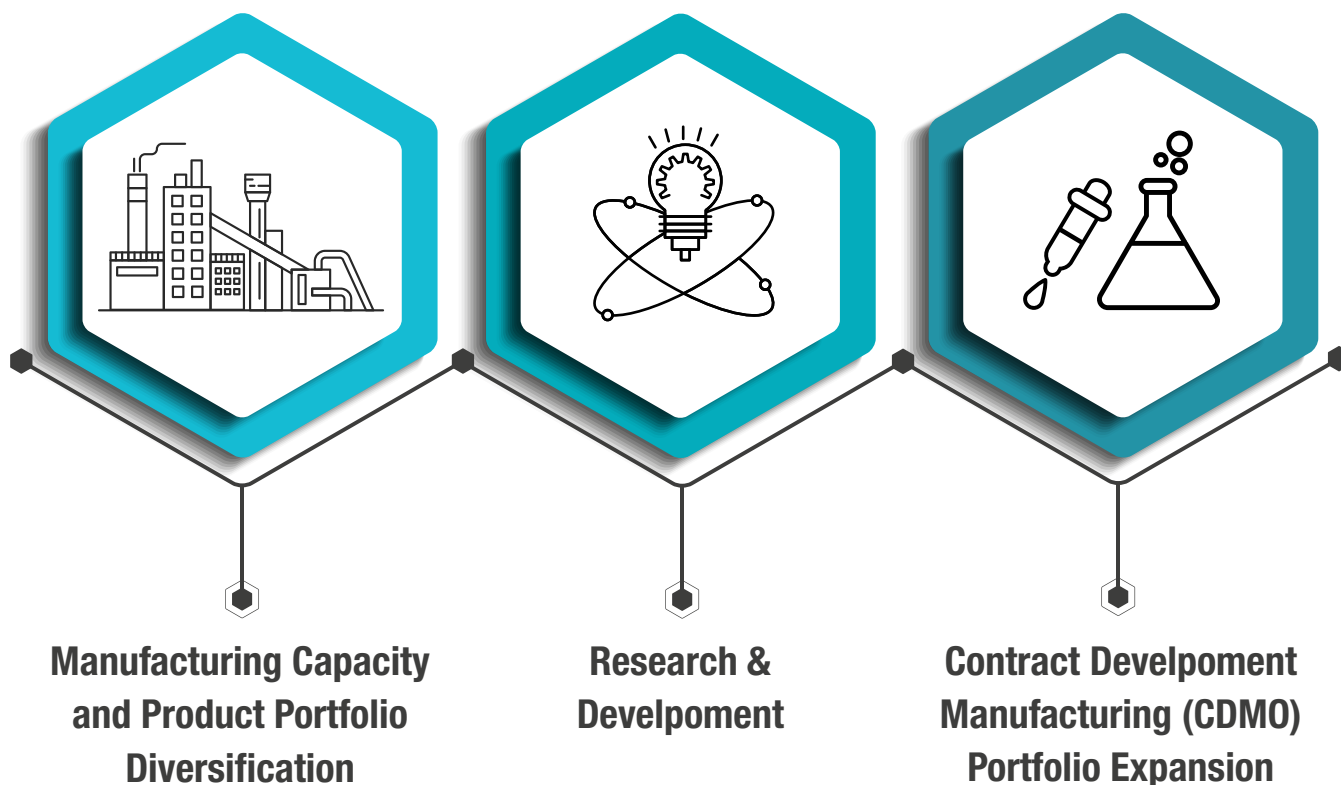 Manufacturing Capacity
and Product Portfolio
Diversification
Research &
Develpoment
Contract Develpoment
Manufacturing (CDMO)
Portfolio Expansion